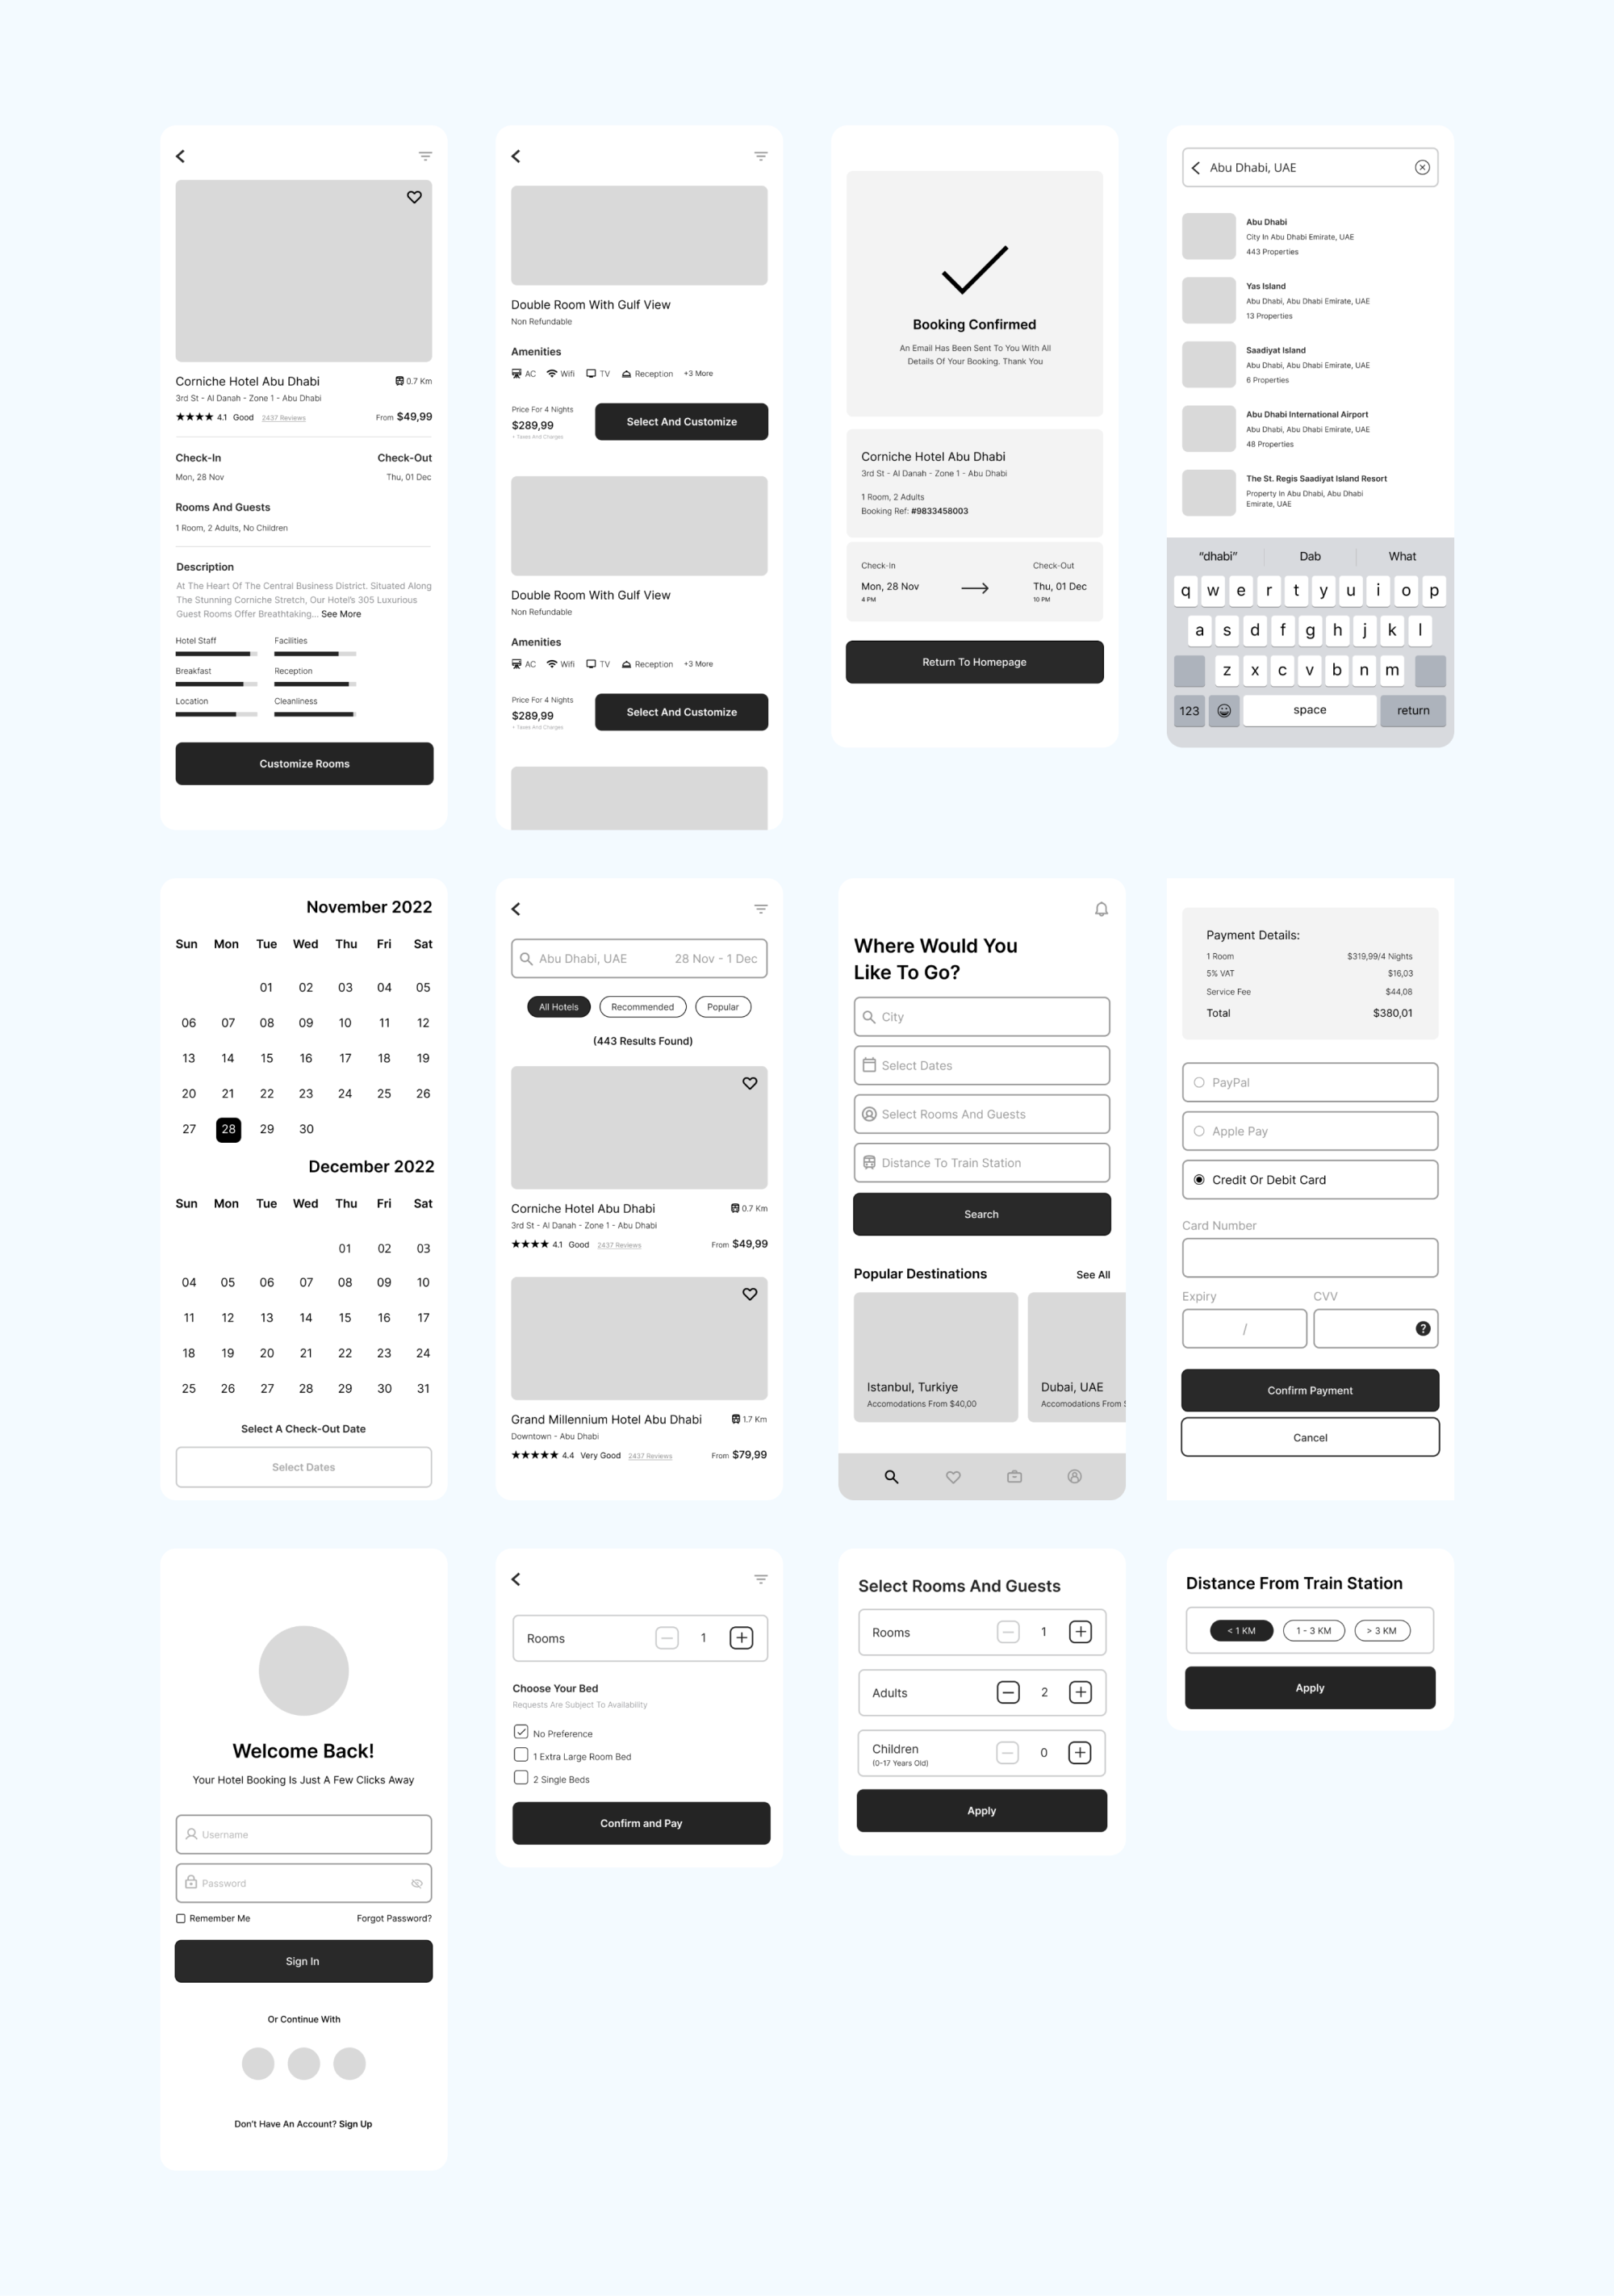 Corniche Hotel Abu Dhabi 0.7 Km
3rd St - Al Danah - Zone 1 - Abu Dhabi
4.1 Good 2437 Reviews From $49,99
Check-In Check-Out
Mon, 28 Nov Thu, 01 Dec
Rooms And Guests
1 Room, 2 Adults, No Children
Description
At The Heart Of The Central Business District. Situated Along
The Stunning Corniche Stretch, Our Hotel's 305 Luxurious
Guest Rooms Offer Breathtaking... See More
Hotel Staff Facilities
Breakfast Reception
Location Cleanliness
Customize Rooms
Double Room With Gulf View
Non Refundable
Amenities
AC Wifi TV Reception +3 More
Price For 4 Nights
$289,99
+ Taxes And Charges
Select And Customize
Double Room With Gulf View
Non Refundable
Amenities
AC Wifi TV Reception +3 More
Price For 4 Nights
$289,99
+ Taxes And Charges
Select And Customize
Booking Confirmed
An Email Has Been Sent To You With All
Details Of Your Booking. Thank You
Corniche Hotel Abu Dhabi
3rd St - Al Danah - Zone 1 - Abu Dhabi
1 Room, 2 Adults
Booking Ref: #9833458003
Check-In Check-Out
Mon, 28 Nov Thu, 01 Dec
4 PM 10 PM
Return To Homepage
Abu Dhabi, UAE
Abu Dhabi
City In Abu Dhabi Emirate, UAE
443 Properties
Yas Island
Abu Dhabi, Abu Dhabi Emirate, UAE
13 Properties
Saadiyat Island
Abu Dhabi, Abu Dhabi Emirate, UAE
6 Properties
Abu Dhabi International Airport
Abu Dhabi, Abu Dhabi Emirate, UAE
48 Properties
The St. Regis Saadiyat Island Resort
Property In Abu Dhabi, Abu Dhabi
Emirate, UAE
“dhabi” Dab What
q w e r t y u i o p
a s d f g h j k l
z x c v b n m
123 space return
November 2022
Sun Mon Tue Wed Thu Fri Sat
01 02 03 04 05
06 07 08 09 10 11 12
13 14 15 16 17 18 19
20 21 22 23 24 25 26
27 28 29 30
December 2022
Sun Mon Tue Wed Thu Fri Sat
01 02 03
04 05 06 07 08 09 10
11 12 13 14 15 16 17
18 19 20 21 22 23 24
25 26 27 28 29 30 31
Select A Check-Out Date
Select Dates
Abu Dhabi, UAE 28 Nov - 1 Dec
All Hotels Recommended Popular
(443 Results Found)
Corniche Hotel Abu Dhabi 0.7 Km
3rd St - Al Danah - Zone 1 - Abu Dhabi
4.1 Good 2437 Reviews From $49,99
Grand Millennium Hotel Abu Dhabi 1.7 Km
Downtown - Abu Dhabi
4.4 Very Good 2437 Reviews From $79,99
Where Would You
Like To Go?
City
Select Dates
Select Rooms And Guests
Distance To Train Station
Search
Popular Destinations See All
Istanbul, Turkiye Dubai, UAE
Accomodations From $40,00 Accomodations From
Payment Details:
1 Room $319,99/4 Nights
5% VAT $16,03
Service Fee $44,08
Total $380,01
PayPal
Apple Pay
Credit Or Debit Card
Card Number
Expiry CVV
/ ?
Confirm Payment
Cancel
Welcome Back!
Your Hotel Booking Is Just A Few Clicks Away
Username
Password
Remember Me Forgot Password?
Sign In
Or Continue With
Don't Have An Account? Sign Up
Rooms 1
Choose Your Bed
Requests Are Subject To Availability
No Preference
1 Extra Large Room Bed
2 Single Beds
Confirm and Pay
Select Rooms And Guests
Rooms 1
Adults 2
Children 0
(0-17 Years Old)
Apply
Distance From Train Station
< 1 KM 1 - 3 KM > 3 KM
Apply